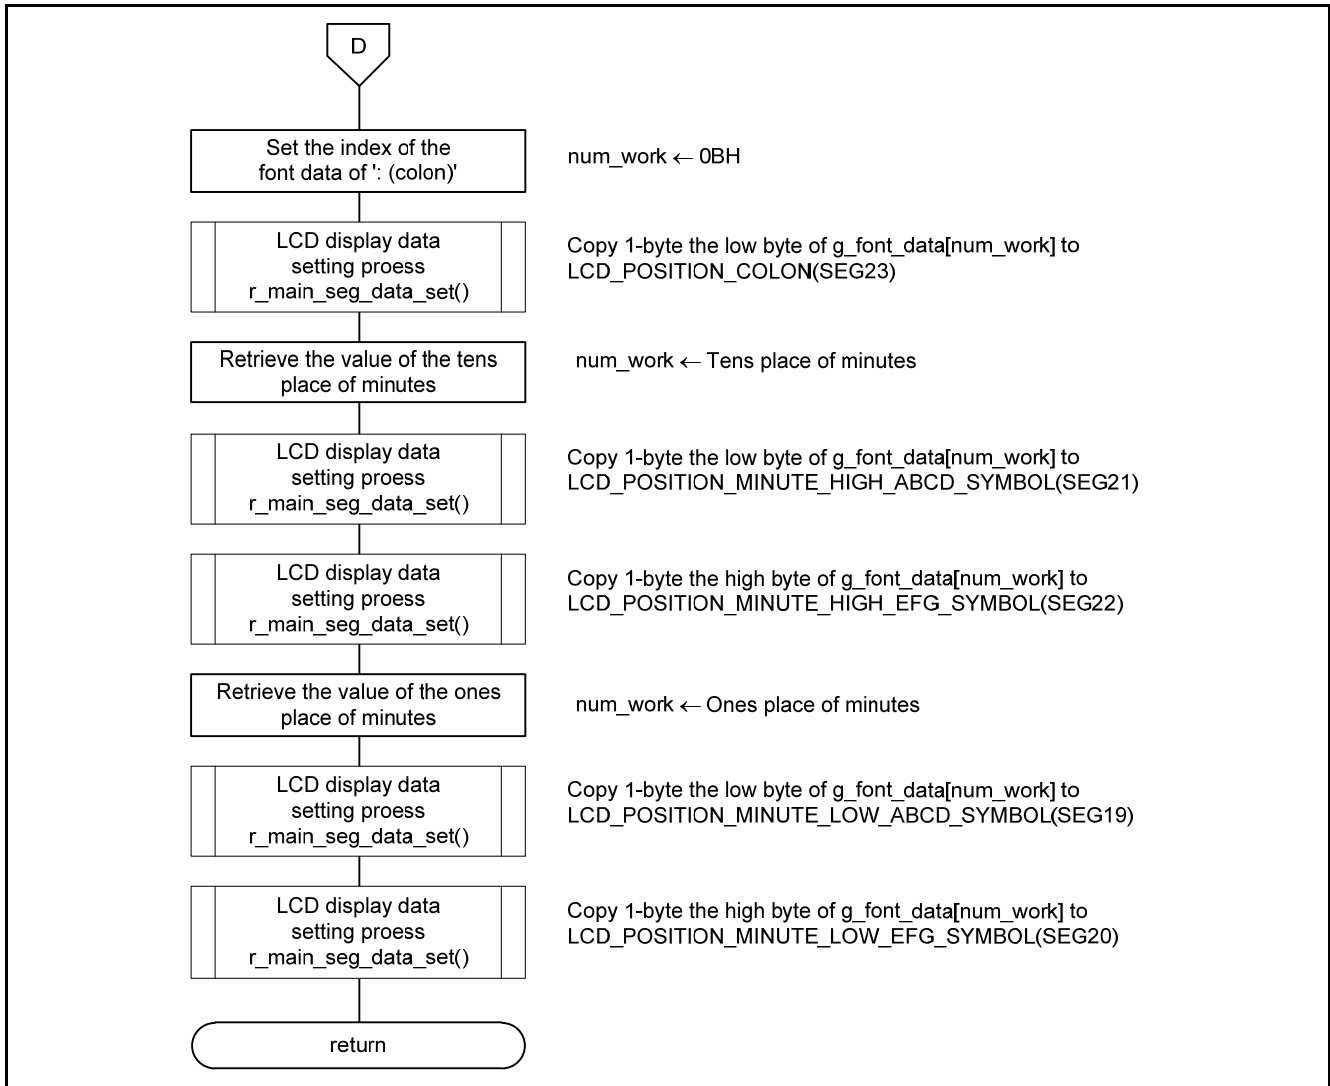 D
Set the index of the
font data of ': (colon)'
num_work ← 0BH
LCD display data
setting proess
r_main_seg_data_set()
Copy 1-byte the low byte of g_font_data[num_work] to
LCD_POSITION_COLON(SEG23)
Retrieve the value of the tens
place of minutes
num_work ← Tens place of minutes
LCD display data
setting proess
r_main_seg_data_set()
Copy 1-byte the low byte of g_font_data[num_work] to
LCD_POSITION_MINUTE_HIGH_ABCD_SYMBOL(SEG21)
LCD display data
setting proess
r_main_seg_data_set()
Copy 1-byte the high byte of g_font_data[num_work] to
LCD_POSITION_MINUTE_HIGH_EFG_SYMBOL(SEG22)
Retrieve the value of the ones
place of minutes
num_work ← Ones place of minutes
LCD display data
setting proess
r_main_seg_data_set()
Copy 1-byte the low byte of g_font_data[num_work] to
LCD_POSITION_MINUTE_LOW_ABCD_SYMBOL(SEG19)
LCD display data
setting proess
r_main_seg_data_set()
Copy 1-byte the high byte of g_font_data[num_work] to
LCD_POSITION_MINUTE_LOW_EFG_SYMBOL(SEG20)
return